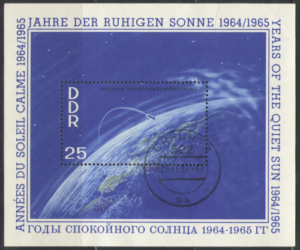 JAHRE DER RUHIGEN SONNE 1964/1965
YEARS OF THE QUIET SUN 1964/1965
ГОДЫ СПОКОЙНОГО СОЛНЦА 1964-1965 ГГ
ANNÉES DU SOLEIL CALME 1964/1965
DDR
25